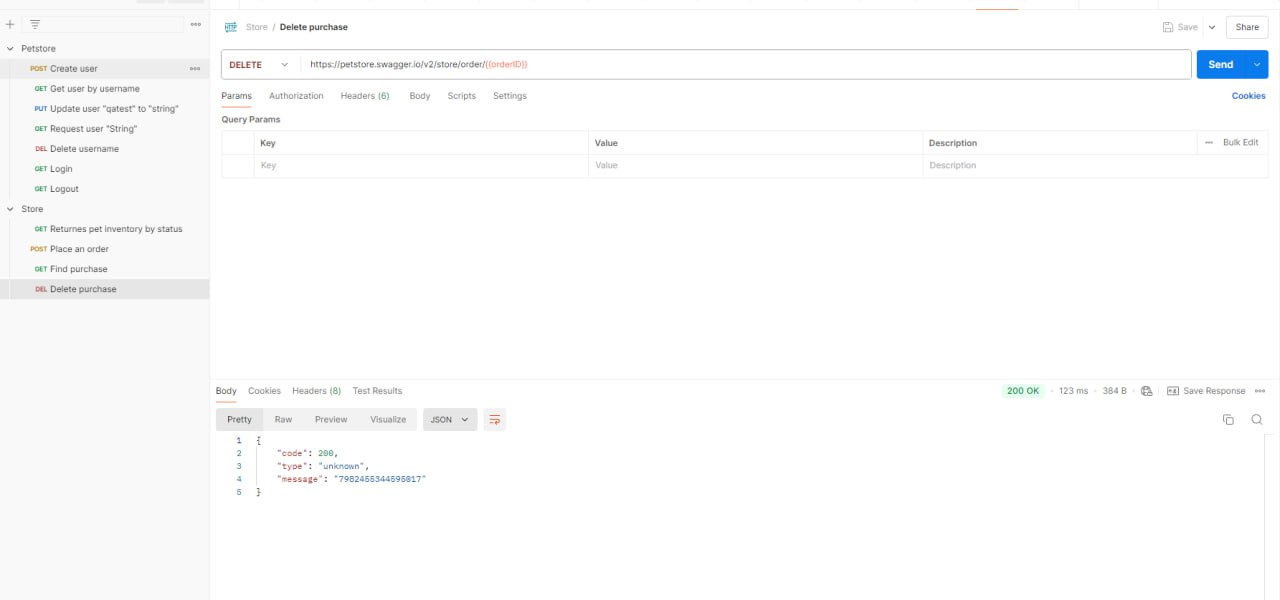 Store / Delete purchase
Save
Share
Petstore
POST Create user
GET Get user by username
PUT Update user "qatest" to "string"
GET Request user "String"
DEL Delete username
GET Login
GET Logout
Store
GET Returnes pet inventory by status
POST Place an order
GET Find purchase
DEL Delete purchase
DELETE https://petstore.swagger.io/v2/store/order/{{orderID}}
Send
Params Authorization Headers (6) Body Scripts Settings Cookies
Query Params
Key Value Description Bulk Edit
Key Value Description
Body Cookies Headers (8) Test Results 200 OK 123 ms 384 B Save Response
Pretty Raw Preview Visualize JSON
1 {
2 "code": 200,
3 "type": "unknown",
4 "message": "7982455344595017"
5 }